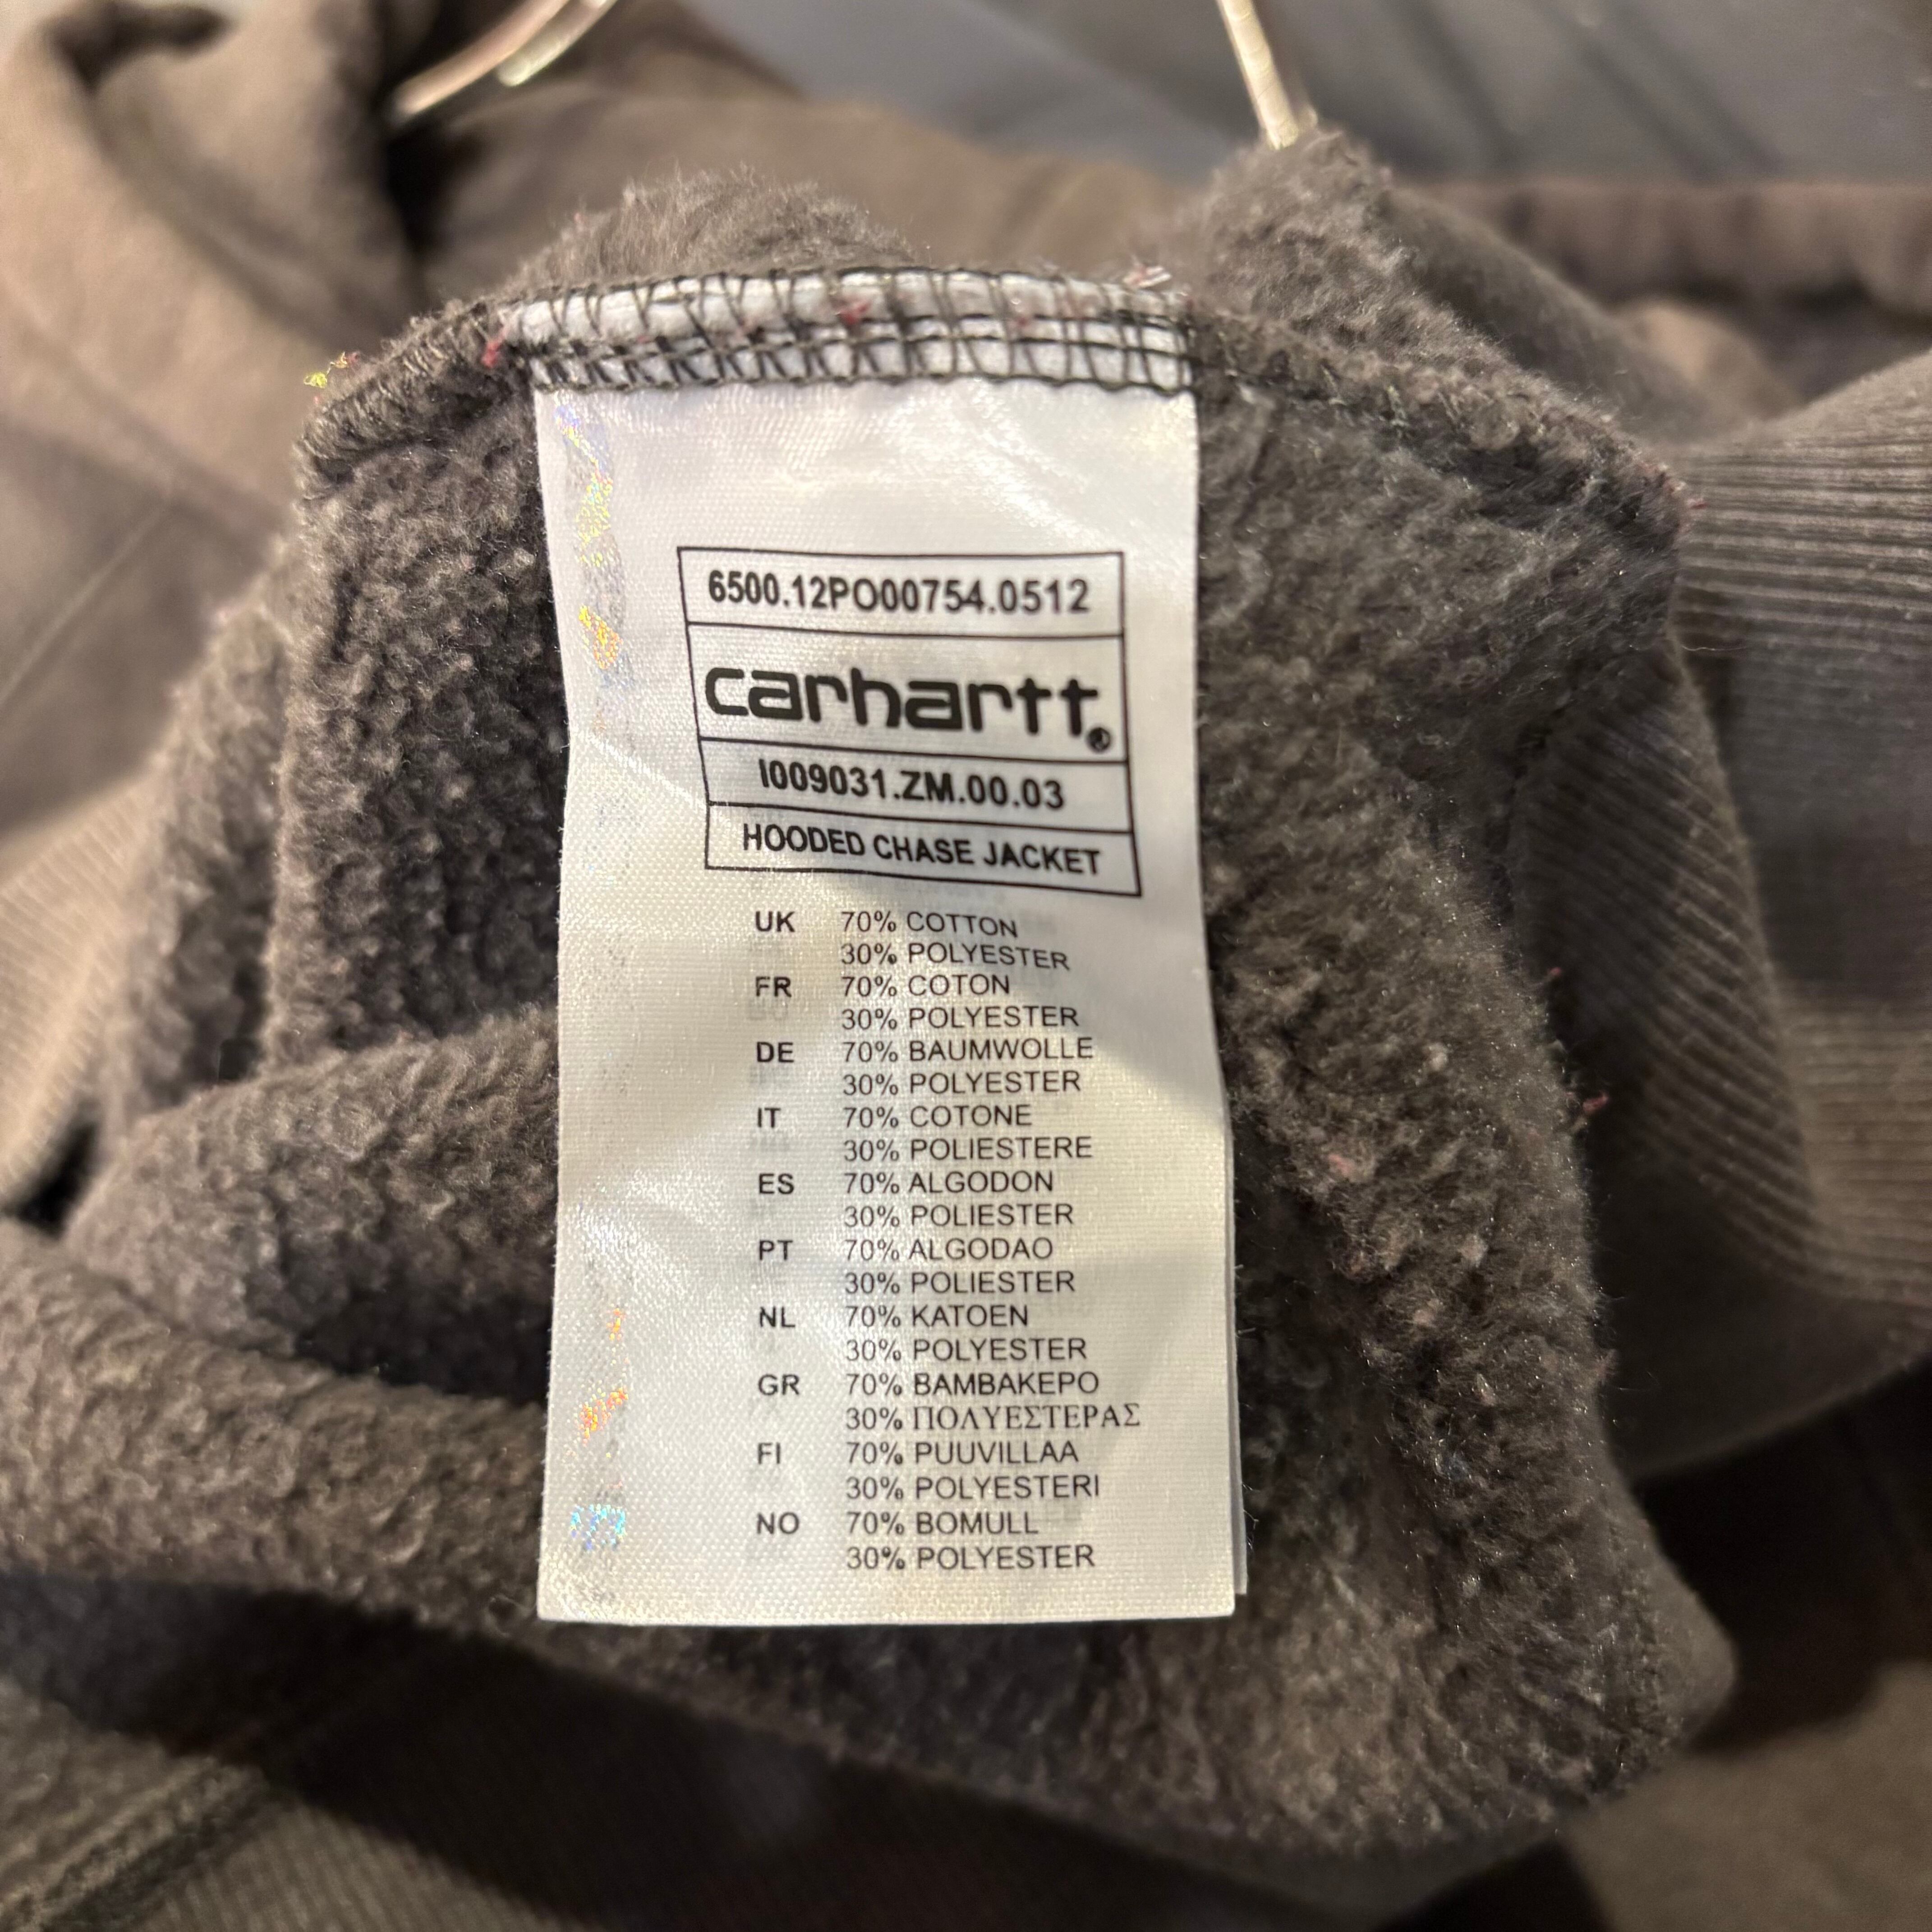 6500.12PO00754.0512
carhartt®
I009031.ZM.00.03
HOODED CHASE JACKET
UK 70% COTTON
30% POLYESTER
FR 70% COTON
30% POLYESTER
DE 70% BAUMWOLLE
30% POLYESTER
IT 70% COTONE
30% POLIESTERE
ES 70% ALGODON
30% POLIESTER
PT 70% ALGODAO
30% POLIESTER
NL 70% KATOEN
30% POLYESTER
GR 70% ΒΑΜΒΑΚΕΡΟ
30% ΠΟΛΥΕΣΤΕΡΑΣ
FI 70% PUUVILLAA
30% POLYESTERI
NO 70% BOMULL
30% POLYESTER